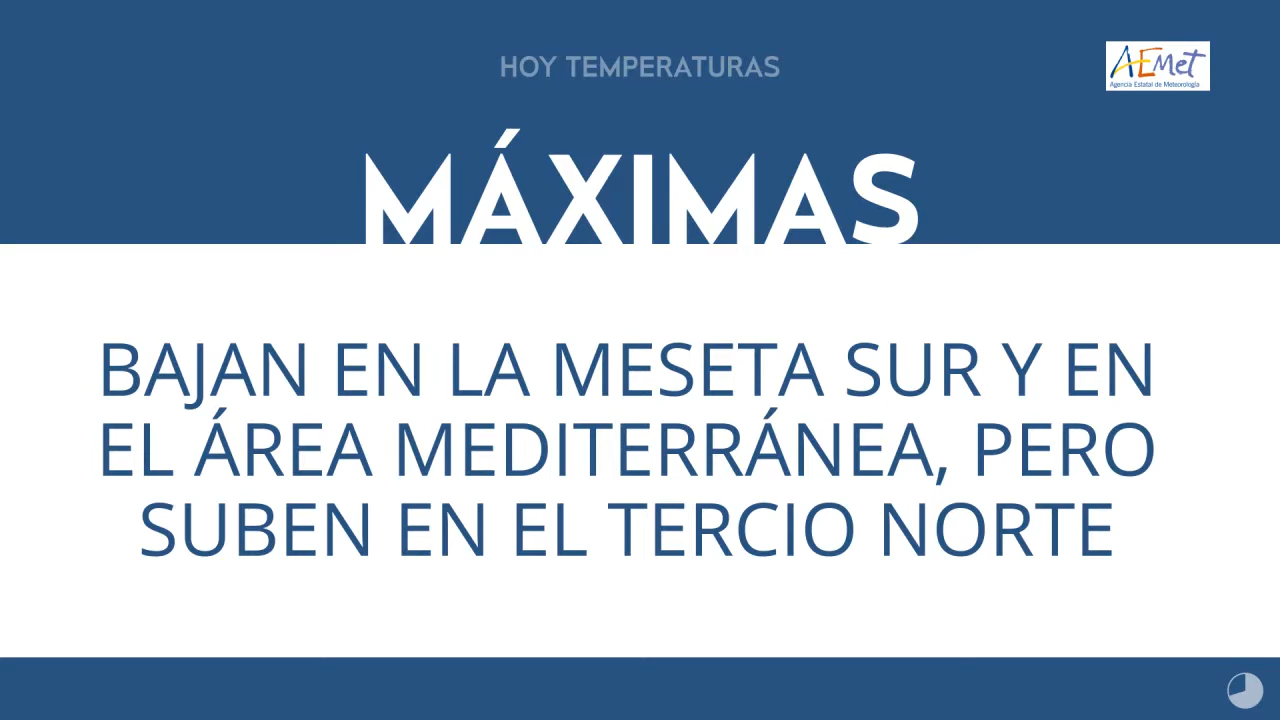 HOY TEMPERATURAS
AEMet
Agencia Estatal de Meteorología
MÁXIMAS
BAJAN EN LA MESETA SUR Y EN
EL ÁREA MEDITERRÁNEA, PERO
SUBEN EN EL TERCIO NORTE